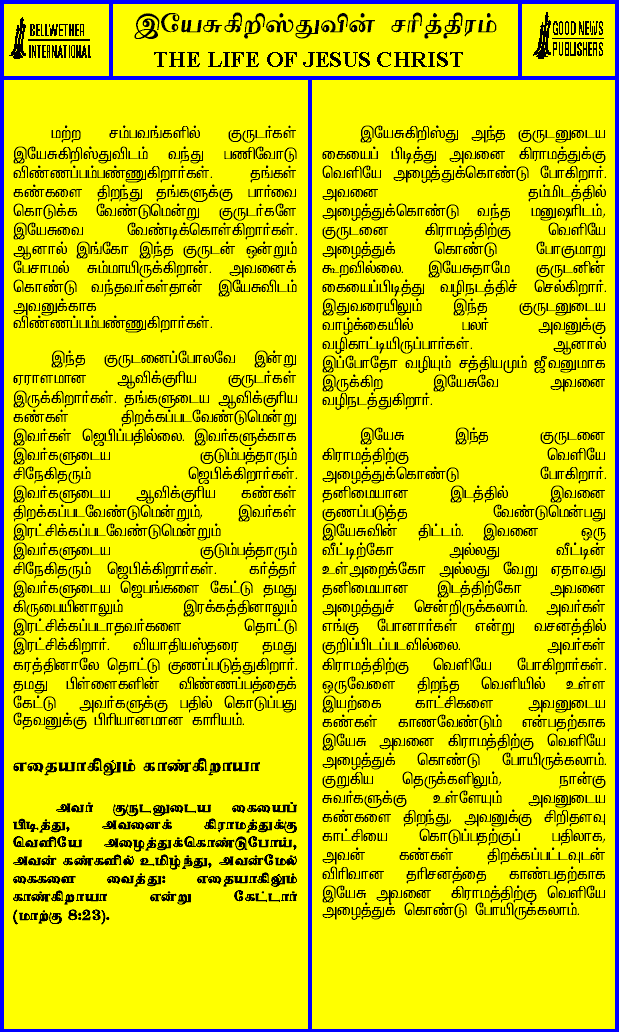 BELLWETHER
INTERNATIONAL
இயேசுகிறிஸ்துவின் சரித்திரம்
THE LIFE OF JESUS CHRIST
GOOD NEWS
PUBLISHERS
மற்ற சம்பவங்களில் குருடர்கள்
இயேசுகிறிஸ்துவிடம் வந்து பணிவோடு
விண்ணப்பம்பண்ணுகிறார்கள். தங்கள்
கண்களை திறந்து தங்களுக்கு பார்வை
கொடுக்க வேண்டுமென்று குருடர்களே
இயேசுவை வேண்டிக்கொள்கிறார்கள்.
ஆனால் இங்கோ இந்த குருடன் ஒன்றும்
பேசாமல் சும்மாயிருக்கிறான். அவனைக்
கொண்டு வந்தவர்கள்தான் இயேசுவிடம்
அவனுக்காக
விண்ணப்பம்பண்ணுகிறார்கள்.
இந்த குருடனைப்போலவே இன்று
ஏராளமான ஆவிக்குரிய குருடர்கள்
இருக்கிறார்கள். தங்களுடைய ஆவிக்குரிய
கண்கள் திறக்கப்படவேண்டுமென்று
இவர்கள் ஜெபிப்பதில்லை. இவர்களுக்காக
இவர்களுடைய குடும்பத்தாரும்
சிநேகிதரும் ஜெபிக்கிறார்கள்.
இவர்களுடைய ஆவிக்குரிய கண்கள்
திறக்கப்படவேண்டுமென்றும், இவர்கள்
இரட்சிக்கப்படவேண்டுமென்றும்
இவர்களுடைய குடும்பத்தாரும்
சிநேகிதரும் ஜெபிக்கிறார்கள். கர்த்தர்
இவர்களுடைய ஜெபங்களை கேட்டு தமது
கிருபையினாலும் இரக்கத்தினாலும்
இரட்சிக்கப்படாதவர்களை தொட்டு
இரட்சிக்கிறார். வியாதியஸ்தரை தமது
கரத்தினாலே தொட்டு குணப்படுத்துகிறார்.
தமது பிள்ளைகளின் விண்ணப்பத்தைக்
கேட்டு அவர்களுக்கு பதில் கொடுப்பது
தேவனுக்கு பிரியானமான காரியம்.
எதையாகிலும் காண்கிறாயா
அவர் குருடனுடைய கையைப்
பிடித்து, அவனைக் கிராமத்துக்கு
வெளியே அழைத்துக்கொண்டுபோய்,
அவன் கண்களில் உமிழ்ந்து, அவன்மேல்
கைகளை வைத்து: எதையாகிலும்
காண்கிறாயா என்று கேட்டார்
(மாற்கு 8:23).
இயேசுகிறிஸ்து அந்த குருடனுடைய
கையைப் பிடித்து அவனை கிராமத்துக்கு
வெளியே அழைத்துக்கொண்டு போகிறார்.
அவனை தம்மிடத்தில்
அழைத்துக்கொண்டு வந்த மனுஷரிடம்,
குருடனை கிராமத்திற்கு வெளியே
அழைத்துக் கொண்டு போகுமாறு
கூறவில்லை. இயேசுதாமே குருடனின்
கையைப்பிடித்து வழிநடத்திச் செல்கிறார்.
இதுவரையிலும் இந்த குருடனுடைய
வாழ்க்கையில் பலர் அவனுக்கு
வழிகாட்டியிருப்பார்கள். ஆனால்
இப்போதோ வழியும் சத்தியமும் ஜீவனுமாக
இருக்கிற இயேசுவே அவனை
வழிநடத்துகிறார்.
இயேசு இந்த குருடனை
கிராமத்திற்கு வெளியே
அழைத்துக்கொண்டு போகிறார்.
தனிமையான இடத்தில் இவனை
குணப்படுத்த வேண்டுமென்பது
இயேசுவின் திட்டம். இவனை ஒரு
வீட்டிற்கோ அல்லது வீட்டின்
உள்அறைக்கோ அல்லது வேறு ஏதாவது
தனிமையான இடத்திற்கோ அவனை
அழைத்துச் சென்றிருக்கலாம். அவர்கள்
எங்கு போனார்கள் என்று வசனத்தில்
குறிப்பிடப்படவில்லை. அவர்கள்
கிராமத்திற்கு வெளியே போகிறார்கள்.
ஒருவேளை திறந்த வெளியில் உள்ள
இயற்கை காட்சிகளை அவனுடைய
கண்கள் காணவேண்டும் என்பதற்காக
இயேசு அவனை கிராமத்திற்கு வெளியே
அழைத்துக் கொண்டு போயிருக்கலாம்.
குறுகிய தெருக்களிலும், நான்கு
சுவர்களுக்கு உள்ளேயும் அவனுடைய
கண்களை திறந்து, அவனுக்கு சிறிதளவு
காட்சியை கொடுப்பதற்குப் பதிலாக,
அவன் கண்கள் திறக்கப்பட்டவுடன்
விரிவான தரிசனத்தை காண்பதற்காக
இயேசு அவனை கிராமத்திற்கு வெளியே
அழைத்துக் கொண்டு போயிருக்கலாம்.